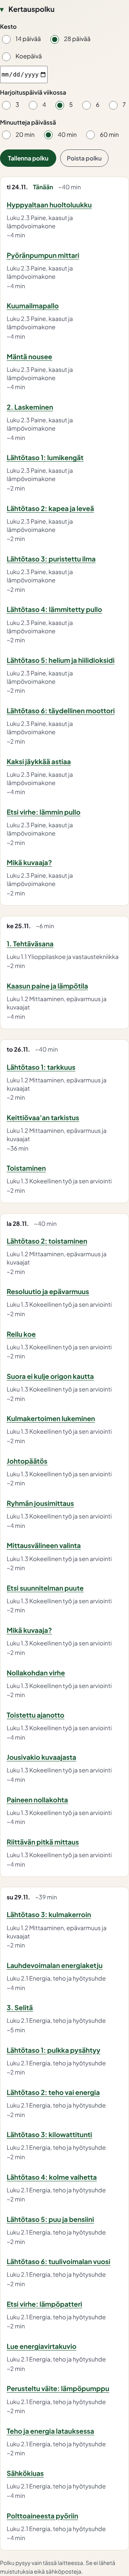 Kertauspolku
Kesto
14 päivää
28 päivää
Koepäivä
mm/dd/yyyy
Harjoituspäiviä viikossa
3
4
5
6
7
Minuutteja päivässä
20 min
40 min
60 min
Tallenna polku
Poista polku
ti 24.11. Tänään ~40 min
Hyppyaltaan huoltoluukku
Luku 2.3 Paine, kaasut ja
lämpövoimakone
~4 min
Pyöränpumpun mittari
Luku 2.3 Paine, kaasut ja
lämpövoimakone
~4 min
Kuumailmapallo
Luku 2.3 Paine, kaasut ja
lämpövoimakone
~4 min
Mäntä nousee
Luku 2.3 Paine, kaasut ja
lämpövoimakone
~4 min
2. Laskeminen
Luku 2.3 Paine, kaasut ja
lämpövoimakone
~4 min
Lähtötaso 1: lumikengät
Luku 2.3 Paine, kaasut ja
lämpövoimakone
~2 min
Lähtötaso 2: kapea ja leveä
Luku 2.3 Paine, kaasut ja
lämpövoimakone
~2 min
Lähtötaso 3: puristettu ilma
Luku 2.3 Paine, kaasut ja
lämpövoimakone
~2 min
Lähtötaso 4: lämmitetty pullo
Luku 2.3 Paine, kaasut ja
lämpövoimakone
~2 min
Lähtötaso 5: helium ja hiilidioksidi
Luku 2.3 Paine, kaasut ja
lämpövoimakone
~2 min
Lähtötaso 6: täydellinen moottori
Luku 2.3 Paine, kaasut ja
lämpövoimakone
~2 min
Kaksi jäykkää astiaa
Luku 2.3 Paine, kaasut ja
lämpövoimakone
~4 min
Etsi virhe: lämmin pullo
Luku 2.3 Paine, kaasut ja
lämpövoimakone
~2 min
Mikä kuvaaja?
Luku 2.3 Paine, kaasut ja
lämpövoimakone
~2 min
ke 25.11. ~6 min
1. Tehtäväsana
Luku 1.1 Ylioppilaskoe ja vastaustekniikka
~2 min
Kaasun paine ja lämpötila
Luku 1.2 Mittaaminen, epävarmuus ja
kuvaajat
~4 min
to 26.11. ~40 min
Lähtötaso 1: tarkkuus
Luku 1.2 Mittaaminen, epävarmuus ja
kuvaajat
~2 min
Keittiövaa'an tarkistus
Luku 1.2 Mittaaminen, epävarmuus ja
kuvaajat
~36 min
Toistaminen
Luku 1.3 Kokeellinen työ ja sen arviointi
~2 min
la 28.11. ~40 min
Lähtötaso 2: toistaminen
Luku 1.2 Mittaaminen, epävarmuus ja
kuvaajat
~2 min
Resoluutio ja epävarmuus
Luku 1.3 Kokeellinen työ ja sen arviointi
~2 min
Reilu koe
Luku 1.3 Kokeellinen työ ja sen arviointi
~2 min
Suora ei kulje origon kautta
Luku 1.3 Kokeellinen työ ja sen arviointi
~2 min
Kulmakertoimen lukeminen
Luku 1.3 Kokeellinen työ ja sen arviointi
~2 min
Johtopäätös
Luku 1.3 Kokeellinen työ ja sen arviointi
~2 min
Ryhmän jousimittaus
Luku 1.3 Kokeellinen työ ja sen arviointi
~4 min
Mittausvälineen valinta
Luku 1.3 Kokeellinen työ ja sen arviointi
~2 min
Etsi suunnitelman puute
Luku 1.3 Kokeellinen työ ja sen arviointi
~2 min
Mikä kuvaaja?
Luku 1.3 Kokeellinen työ ja sen arviointi
~2 min
Nollakohdan virhe
Luku 1.3 Kokeellinen työ ja sen arviointi
~2 min
Toistettu ajanotto
Luku 1.3 Kokeellinen työ ja sen arviointi
~4 min
Jousivakio kuvaajasta
Luku 1.3 Kokeellinen työ ja sen arviointi
~4 min
Paineen nollakohta
Luku 1.3 Kokeellinen työ ja sen arviointi
~4 min
Riittävän pitkä mittaus
Luku 1.3 Kokeellinen työ ja sen arviointi
~4 min
su 29.11. ~39 min
Lähtötaso 3: kulmakerroin
Luku 1.2 Mittaaminen, epävarmuus ja
kuvaajat
~2 min
Lauhdevoimalan energiaketju
Luku 2.1 Energia, teho ja hyötysuhde
~4 min
3. Selitä
Luku 2.1 Energia, teho ja hyötysuhde
~5 min
Lähtötaso 1: pulkka pysähtyy
Luku 2.1 Energia, teho ja hyötysuhde
~2 min
Lähtötaso 2: teho vai energia
Luku 2.1 Energia, teho ja hyötysuhde
~2 min
Lähtötaso 3: kilowattitunti
Luku 2.1 Energia, teho ja hyötysuhde
~2 min
Lähtötaso 4: kolme vaihetta
Luku 2.1 Energia, teho ja hyötysuhde
~2 min
Lähtötaso 5: puu ja bensiini
Luku 2.1 Energia, teho ja hyötysuhde
~2 min
Lähtötaso 6: tuulivoimalan vuosi
Luku 2.1 Energia, teho ja hyötysuhde
~2 min
Etsi virhe: lämpöpatteri
Luku 2.1 Energia, teho ja hyötysuhde
~2 min
Lue energiavirtakuvio
Luku 2.1 Energia, teho ja hyötysuhde
~2 min
Perusteltu väite: lämpöpumppu
Luku 2.1 Energia, teho ja hyötysuhde
~2 min
Teho ja energia latauksessa
Luku 2.1 Energia, teho ja hyötysuhde
~2 min
Sähkökiuas
Luku 2.1 Energia, teho ja hyötysuhde
~4 min
Polttoaineesta pyöriin
Luku 2.1 Energia, teho ja hyötysuhde
~4 min
Polku pysyy vain tässä laitteessa. Se ei lähetä
muistutuksia eikä sähköposteja.